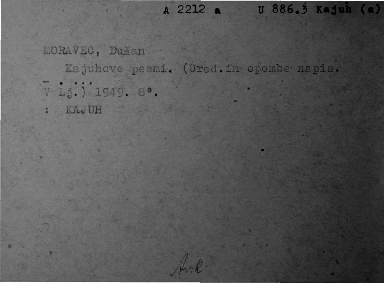 A 2212 a U 886.3 Kajuh (a)
MORAVEC, Dušan
Kajuhove pesmi. (Ured.in opombe napis.
- . ...
V Lj.) 1949. 8°.
: KAJUH